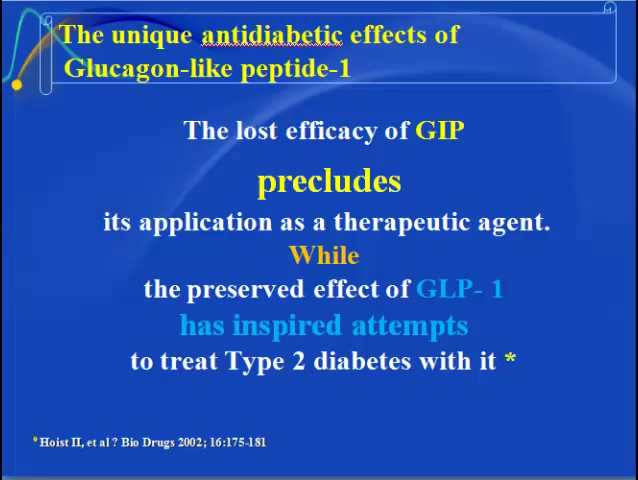 The unique antidiabetic effects of
Glucagon-like peptide-1
The lost efficacy of GIP
precludes
its application as a therapeutic agent.
While
the preserved effect of GLP- 1
has inspired attempts
to treat Type 2 diabetes with it *
* Hoist II, et al ? Bio Drugs 2002; 16:175-181